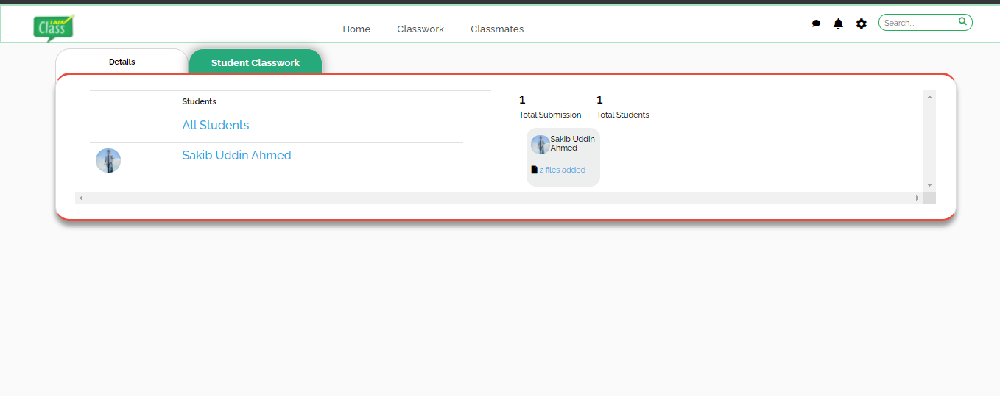 TALK
Class
Home
Classwork
Classmates
Search...
Details
Student Classwork
Students
All Students
Sakib Uddin Ahmed
1
Total Submission
1
Total Students
Sakib Uddin
Ahmed
2 files added